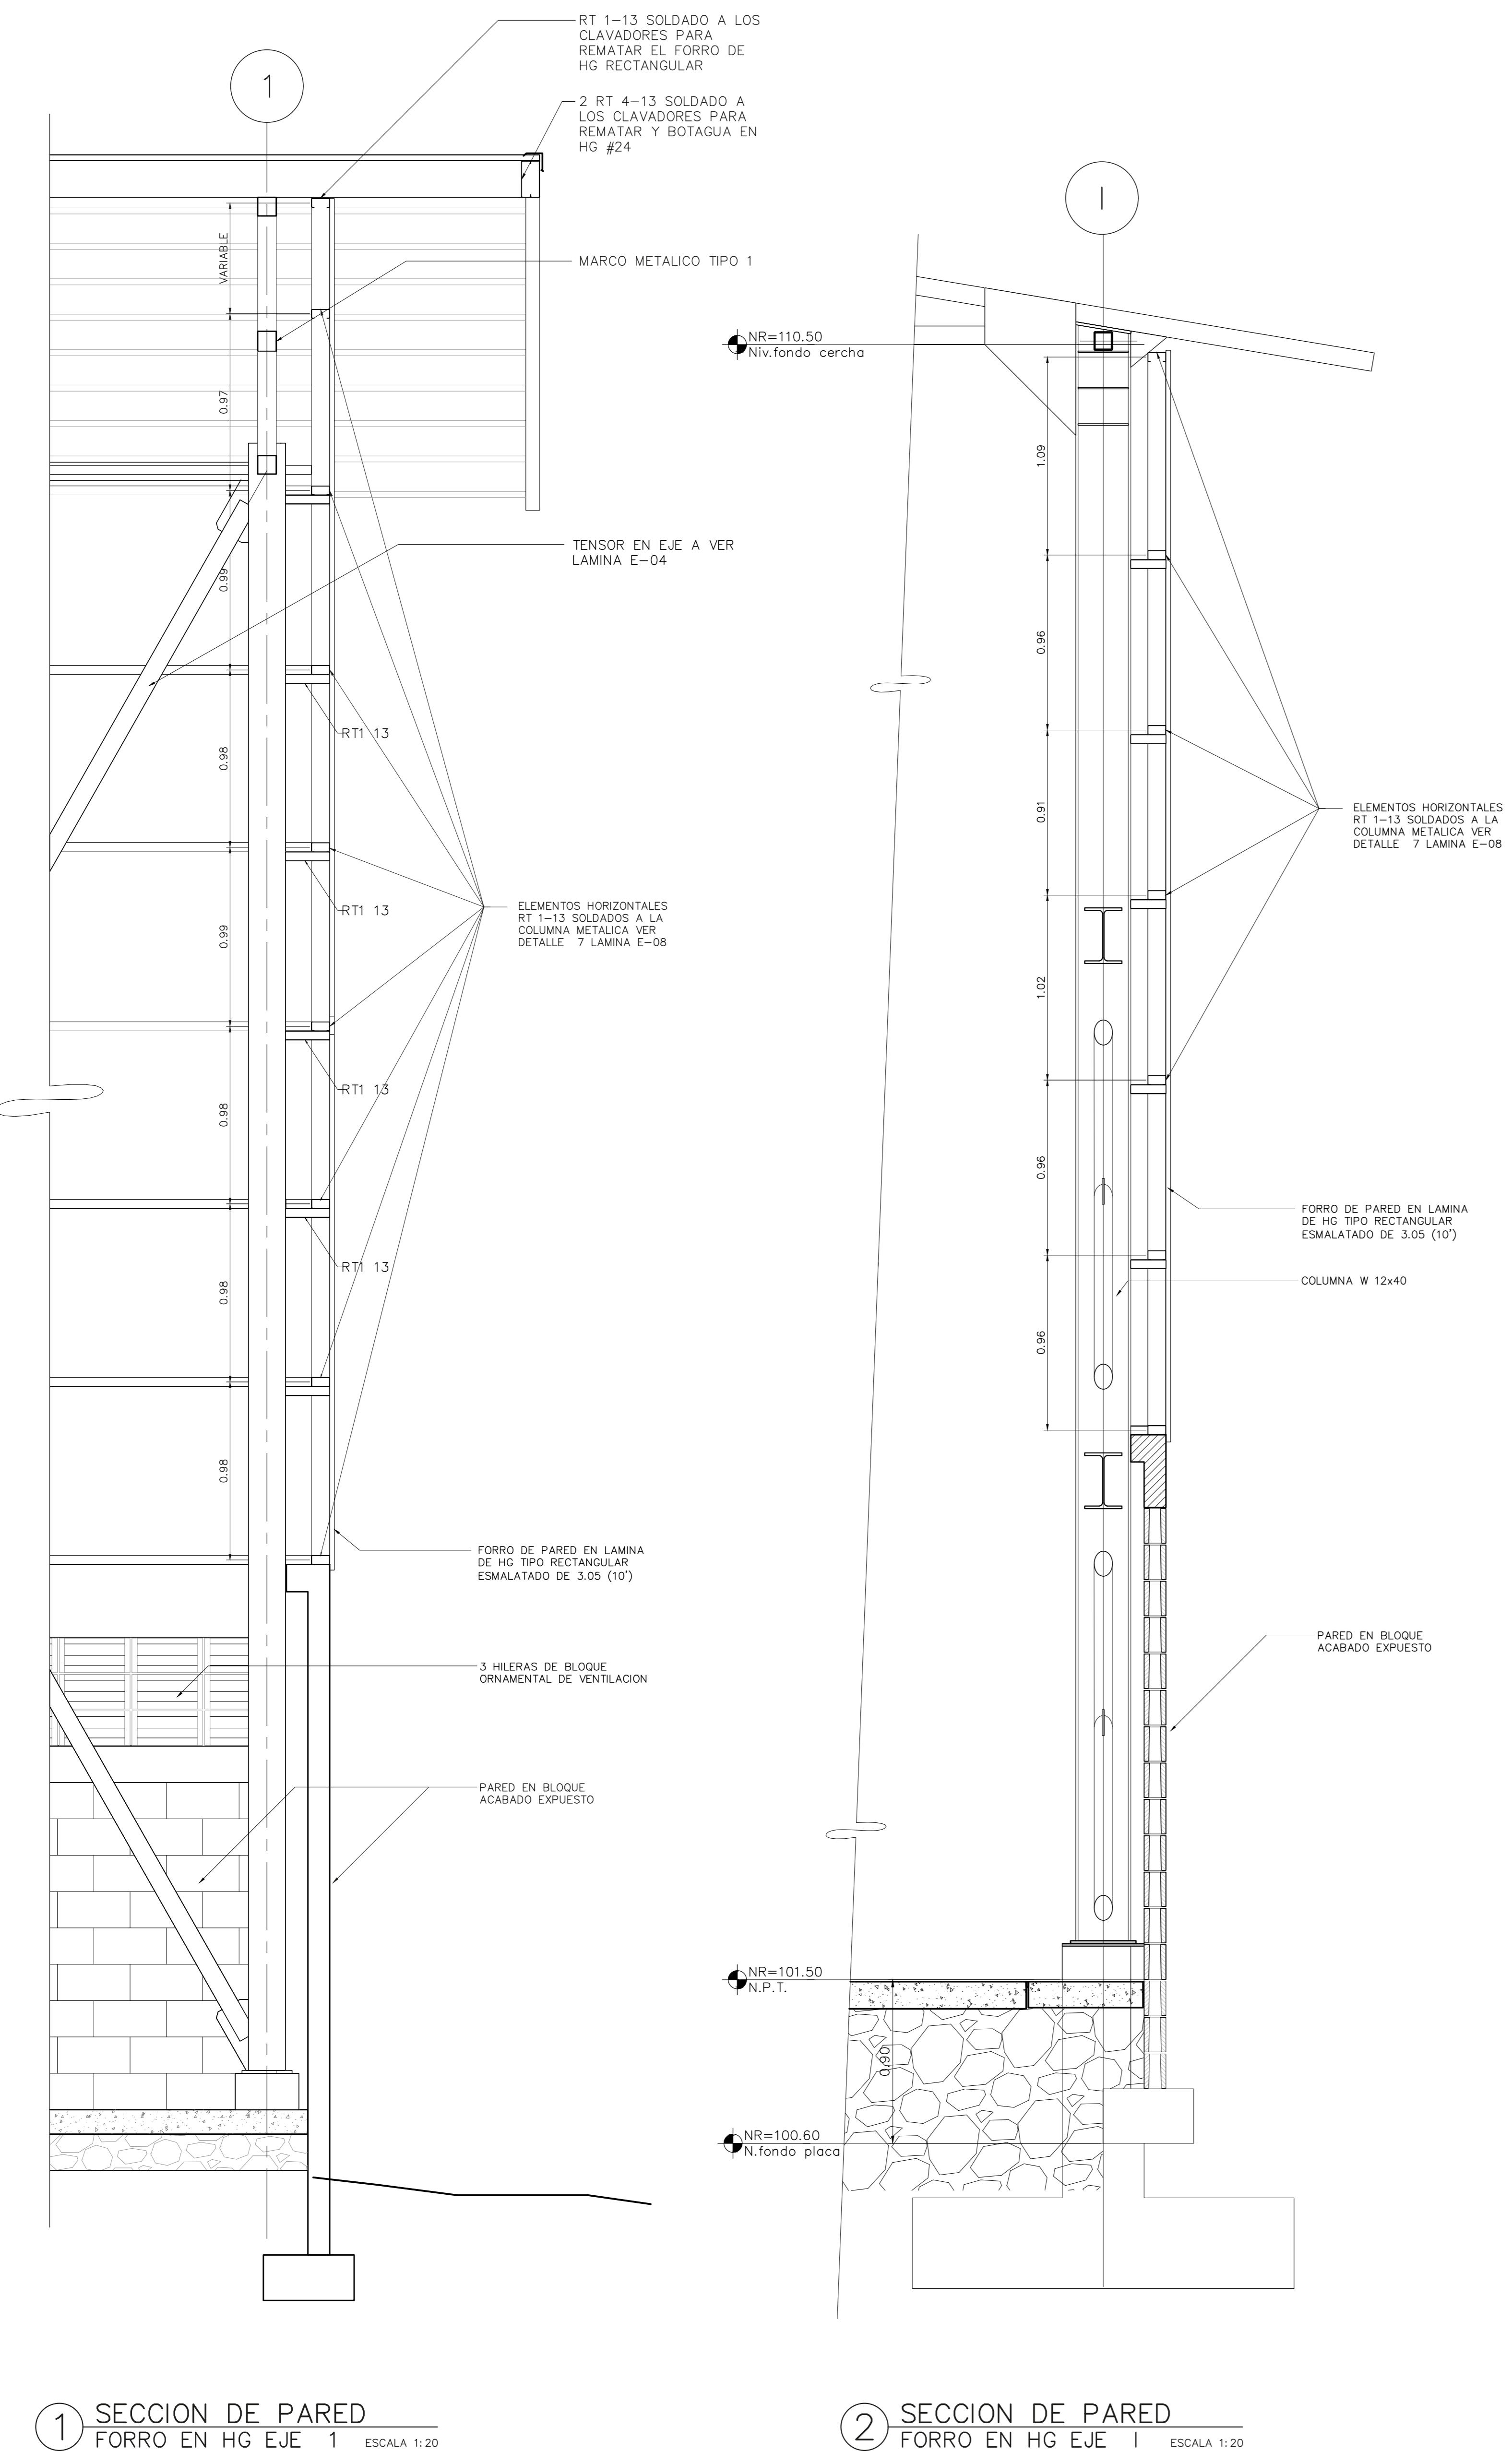 RT 1-13 SOLDADO A LOS
CLAVADORES PARA
REMATAR EL FORRO DE
HG RECTANGULAR
1
2 RT 4-13 SOLDADO A
LOS CLAVADORES PARA
REMATAR Y BOTAGUA EN
HG #24
VARIABLE
MARCO METALICO TIPO 1
0.97
TENSOR EN EJE A VER
LAMINA E-04
0.99
RT1 13
0.98
RT1 13
ELEMENTOS HORIZONTALES
RT 1-13 SOLDADOS A LA
COLUMNA METALICA VER
DETALLE 7 LAMINA E-08
0.99
RT1 13
0.98
RT1 13
0.98
0.98
FORRO DE PARED EN LAMINA
DE HG TIPO RECTANGULAR
ESMALATADO DE 3.05 (10')
3 HILERAS DE BLOQUE
ORNAMENTAL DE VENTILACION
PARED EN BLOQUE
ACABADO EXPUESTO
1 SECCION DE PARED
FORRO EN HG EJE 1 ESCALA 1:20
I
NR=110.50
Niv.fondo cercha
1.09
0.96
0.91
ELEMENTOS HORIZONTALES
RT 1-13 SOLDADOS A LA
COLUMNA METALICA VER
DETALLE 7 LAMINA E-08
1.02
0.96
FORRO DE PARED EN LAMINA
DE HG TIPO RECTANGULAR
ESMALATADO DE 3.05 (10')
COLUMNA W 12x40
0.96
PARED EN BLOQUE
ACABADO EXPUESTO
NR=101.50
N.P.T.
0.90
NR=100.60
N.fondo placa
2 SECCION DE PARED
FORRO EN HG EJE I ESCALA 1:20